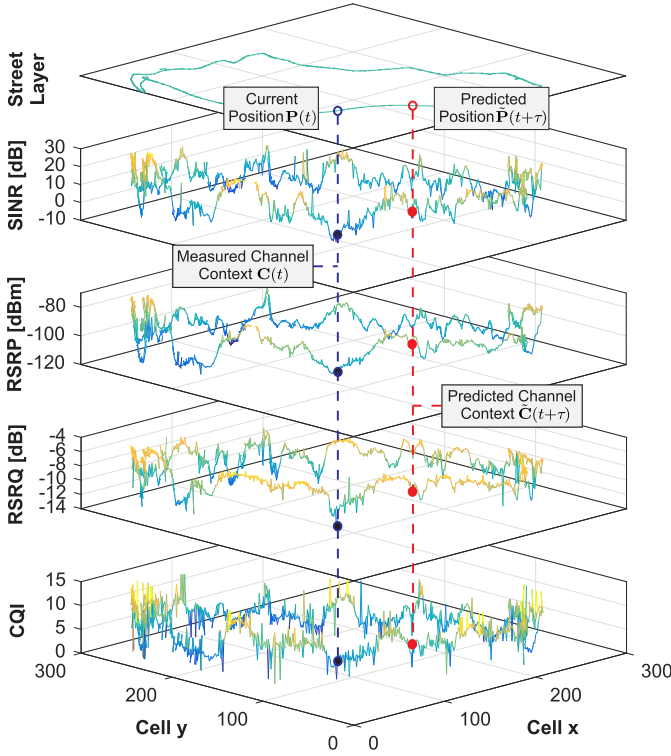 Street
Layer
Current
Position P(t)
Predicted
Position P̃(t+τ)
SINR [dB]
30
20
10
0
-10
Measured Channel
Context C(t)
RSRP [dBm]
-80
-100
-120
Predicted Channel
Context C̃(t+τ)
RSRQ [dB]
-4
-6
-8
-10
-12
-14
CQI
15
10
5
0
300
200
100
0
Cell y
0
100
200
300
Cell x